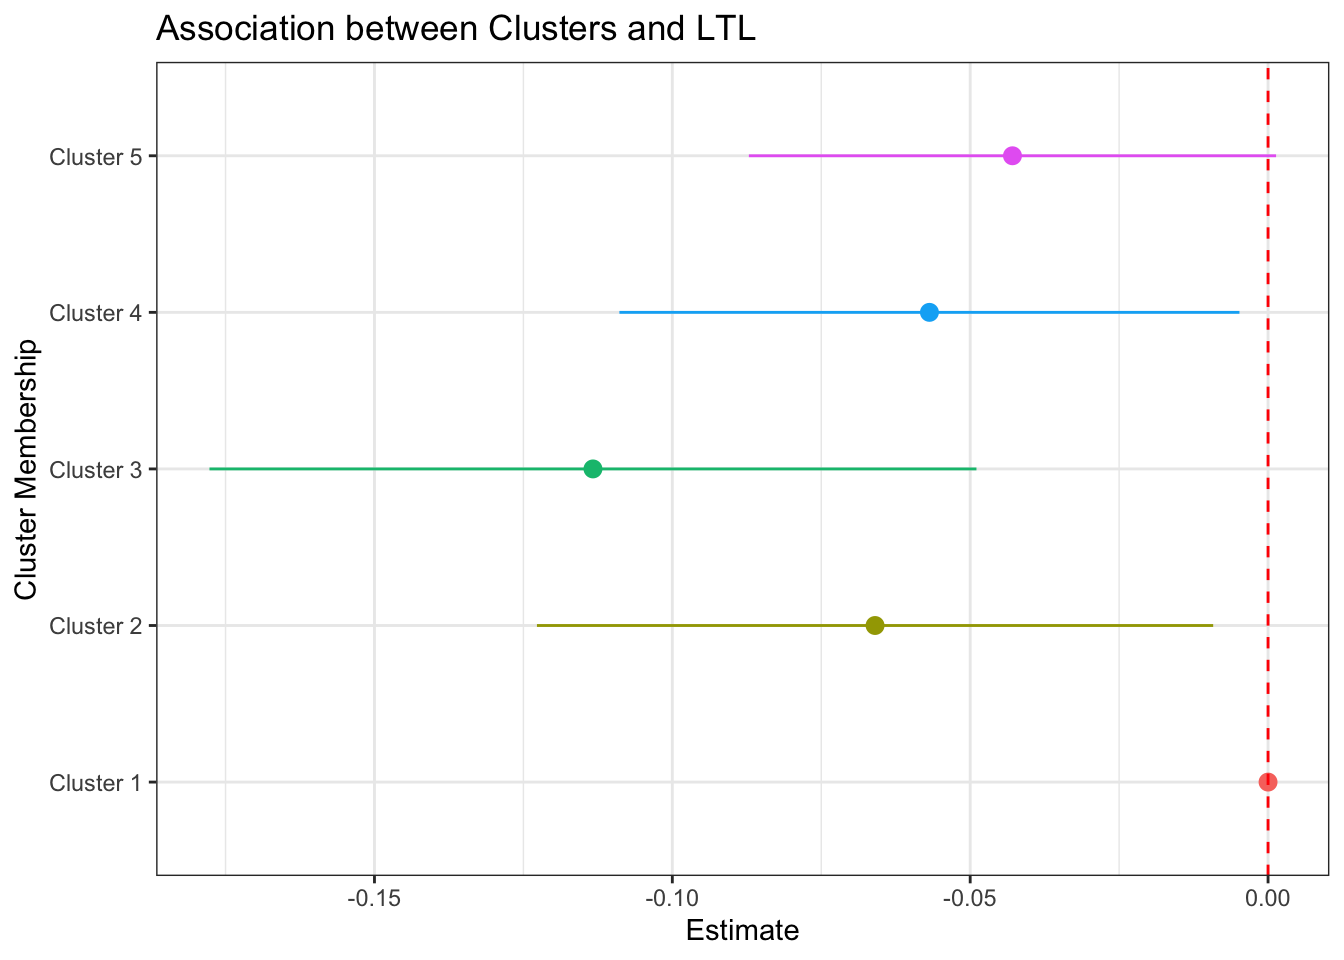 Association between Clusters and LTL
Cluster Membership
Cluster 5
Cluster 4
Cluster 3
Cluster 2
Cluster 1
-0.15 -0.10 -0.05 0.00
Estimate